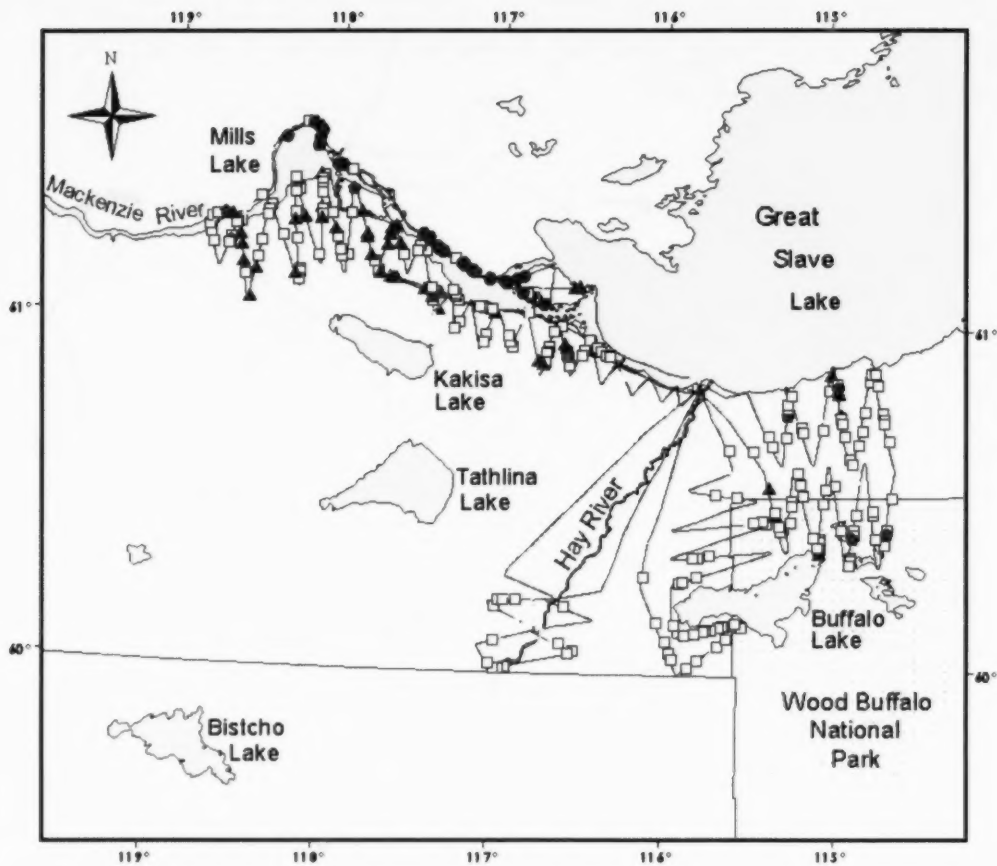 119° 118° 117° 116° 115°
N
Mills
Lake
Mackenzie River
Great
Slave
Lake
61° 61°
Kakisa
Lake
Tathlina
Lake
Hay River
Buffalo
Lake
60° 60°
Wood Buffalo
National
Park
Bistcho
Lake
119° 118° 117° 116° 115°